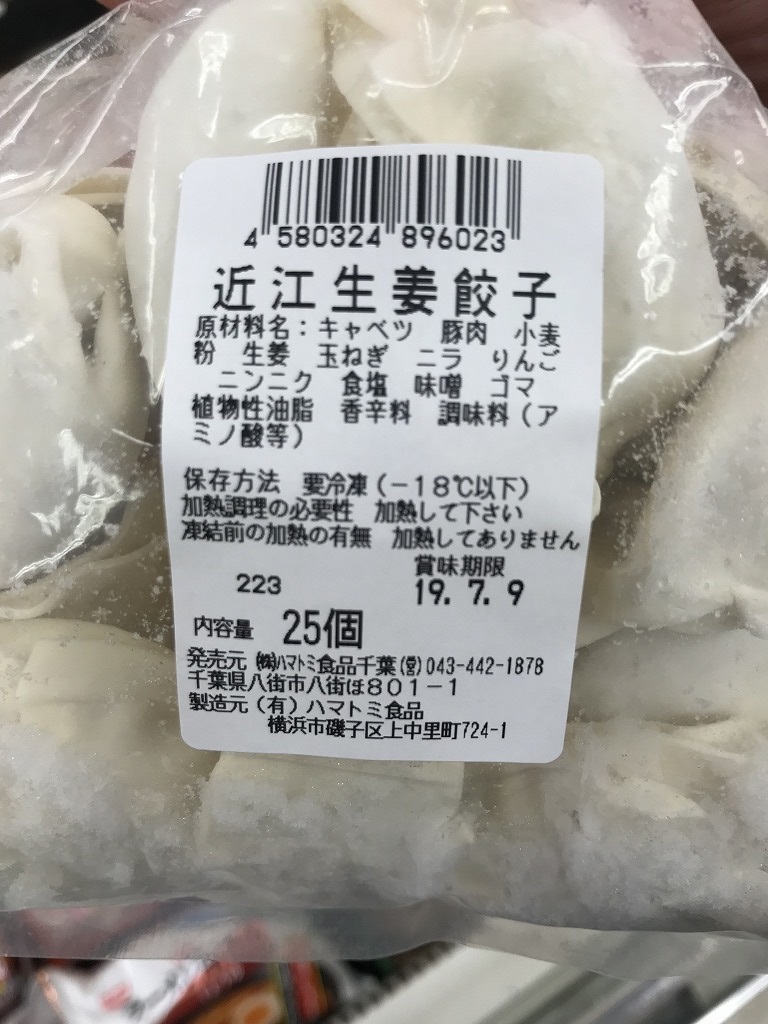 4 580324 896023
近江生姜餃子
原材料名：キャベツ 豚肉 小麦
粉 生姜 玉ねぎ ニラ りんご
ニンニク 食塩 味噌 ゴマ
植物性油脂 香辛料 調味料（ア
ミノ酸等）
保存方法 要冷凍（－18℃以下）
加熱調理の必要性 加熱して下さい
凍結前の加熱の有無 加熱してありません
賞味期限
223 19. 7. 9
内容量 25個
発売元 ㈱ハマトミ食品千葉(営)043-442-1878
千葉県八街市八街ほ801－1
製造元（有）ハマトミ食品
横浜市磯子区上中里町724-1